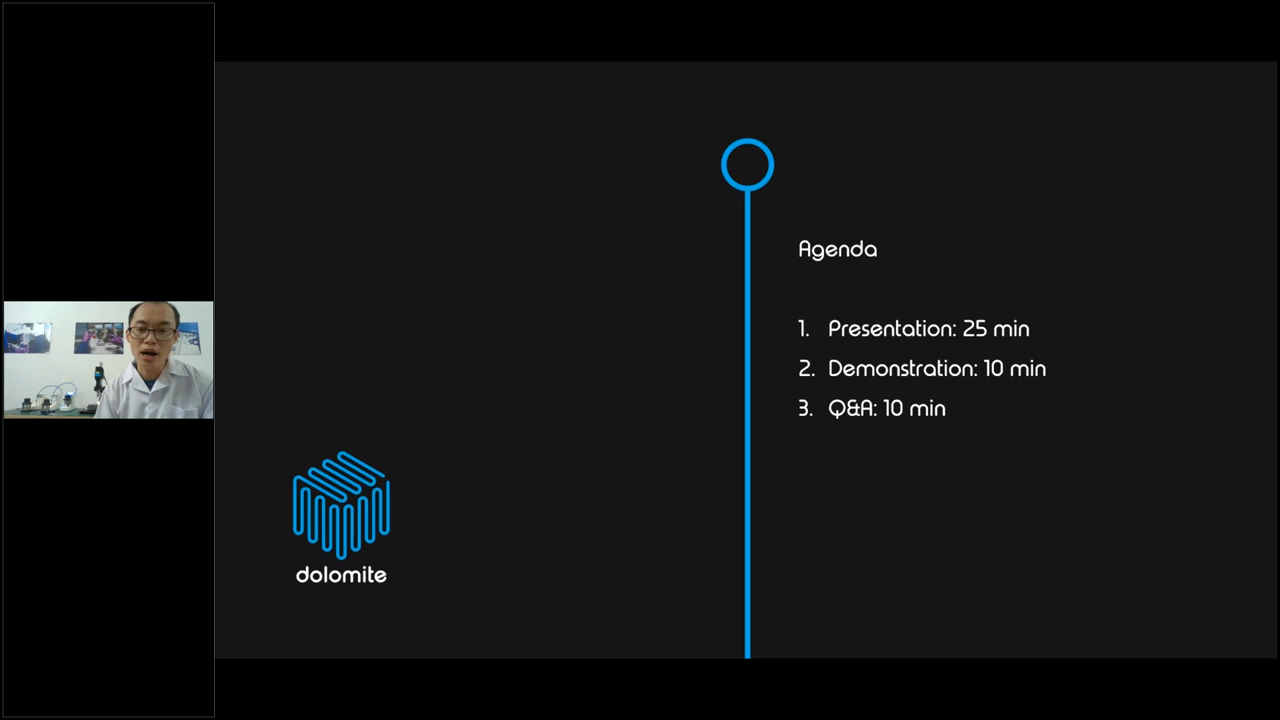 Agenda
1. Presentation: 25 min
2. Demonstration: 10 min
3. Q&A: 10 min
dolomite